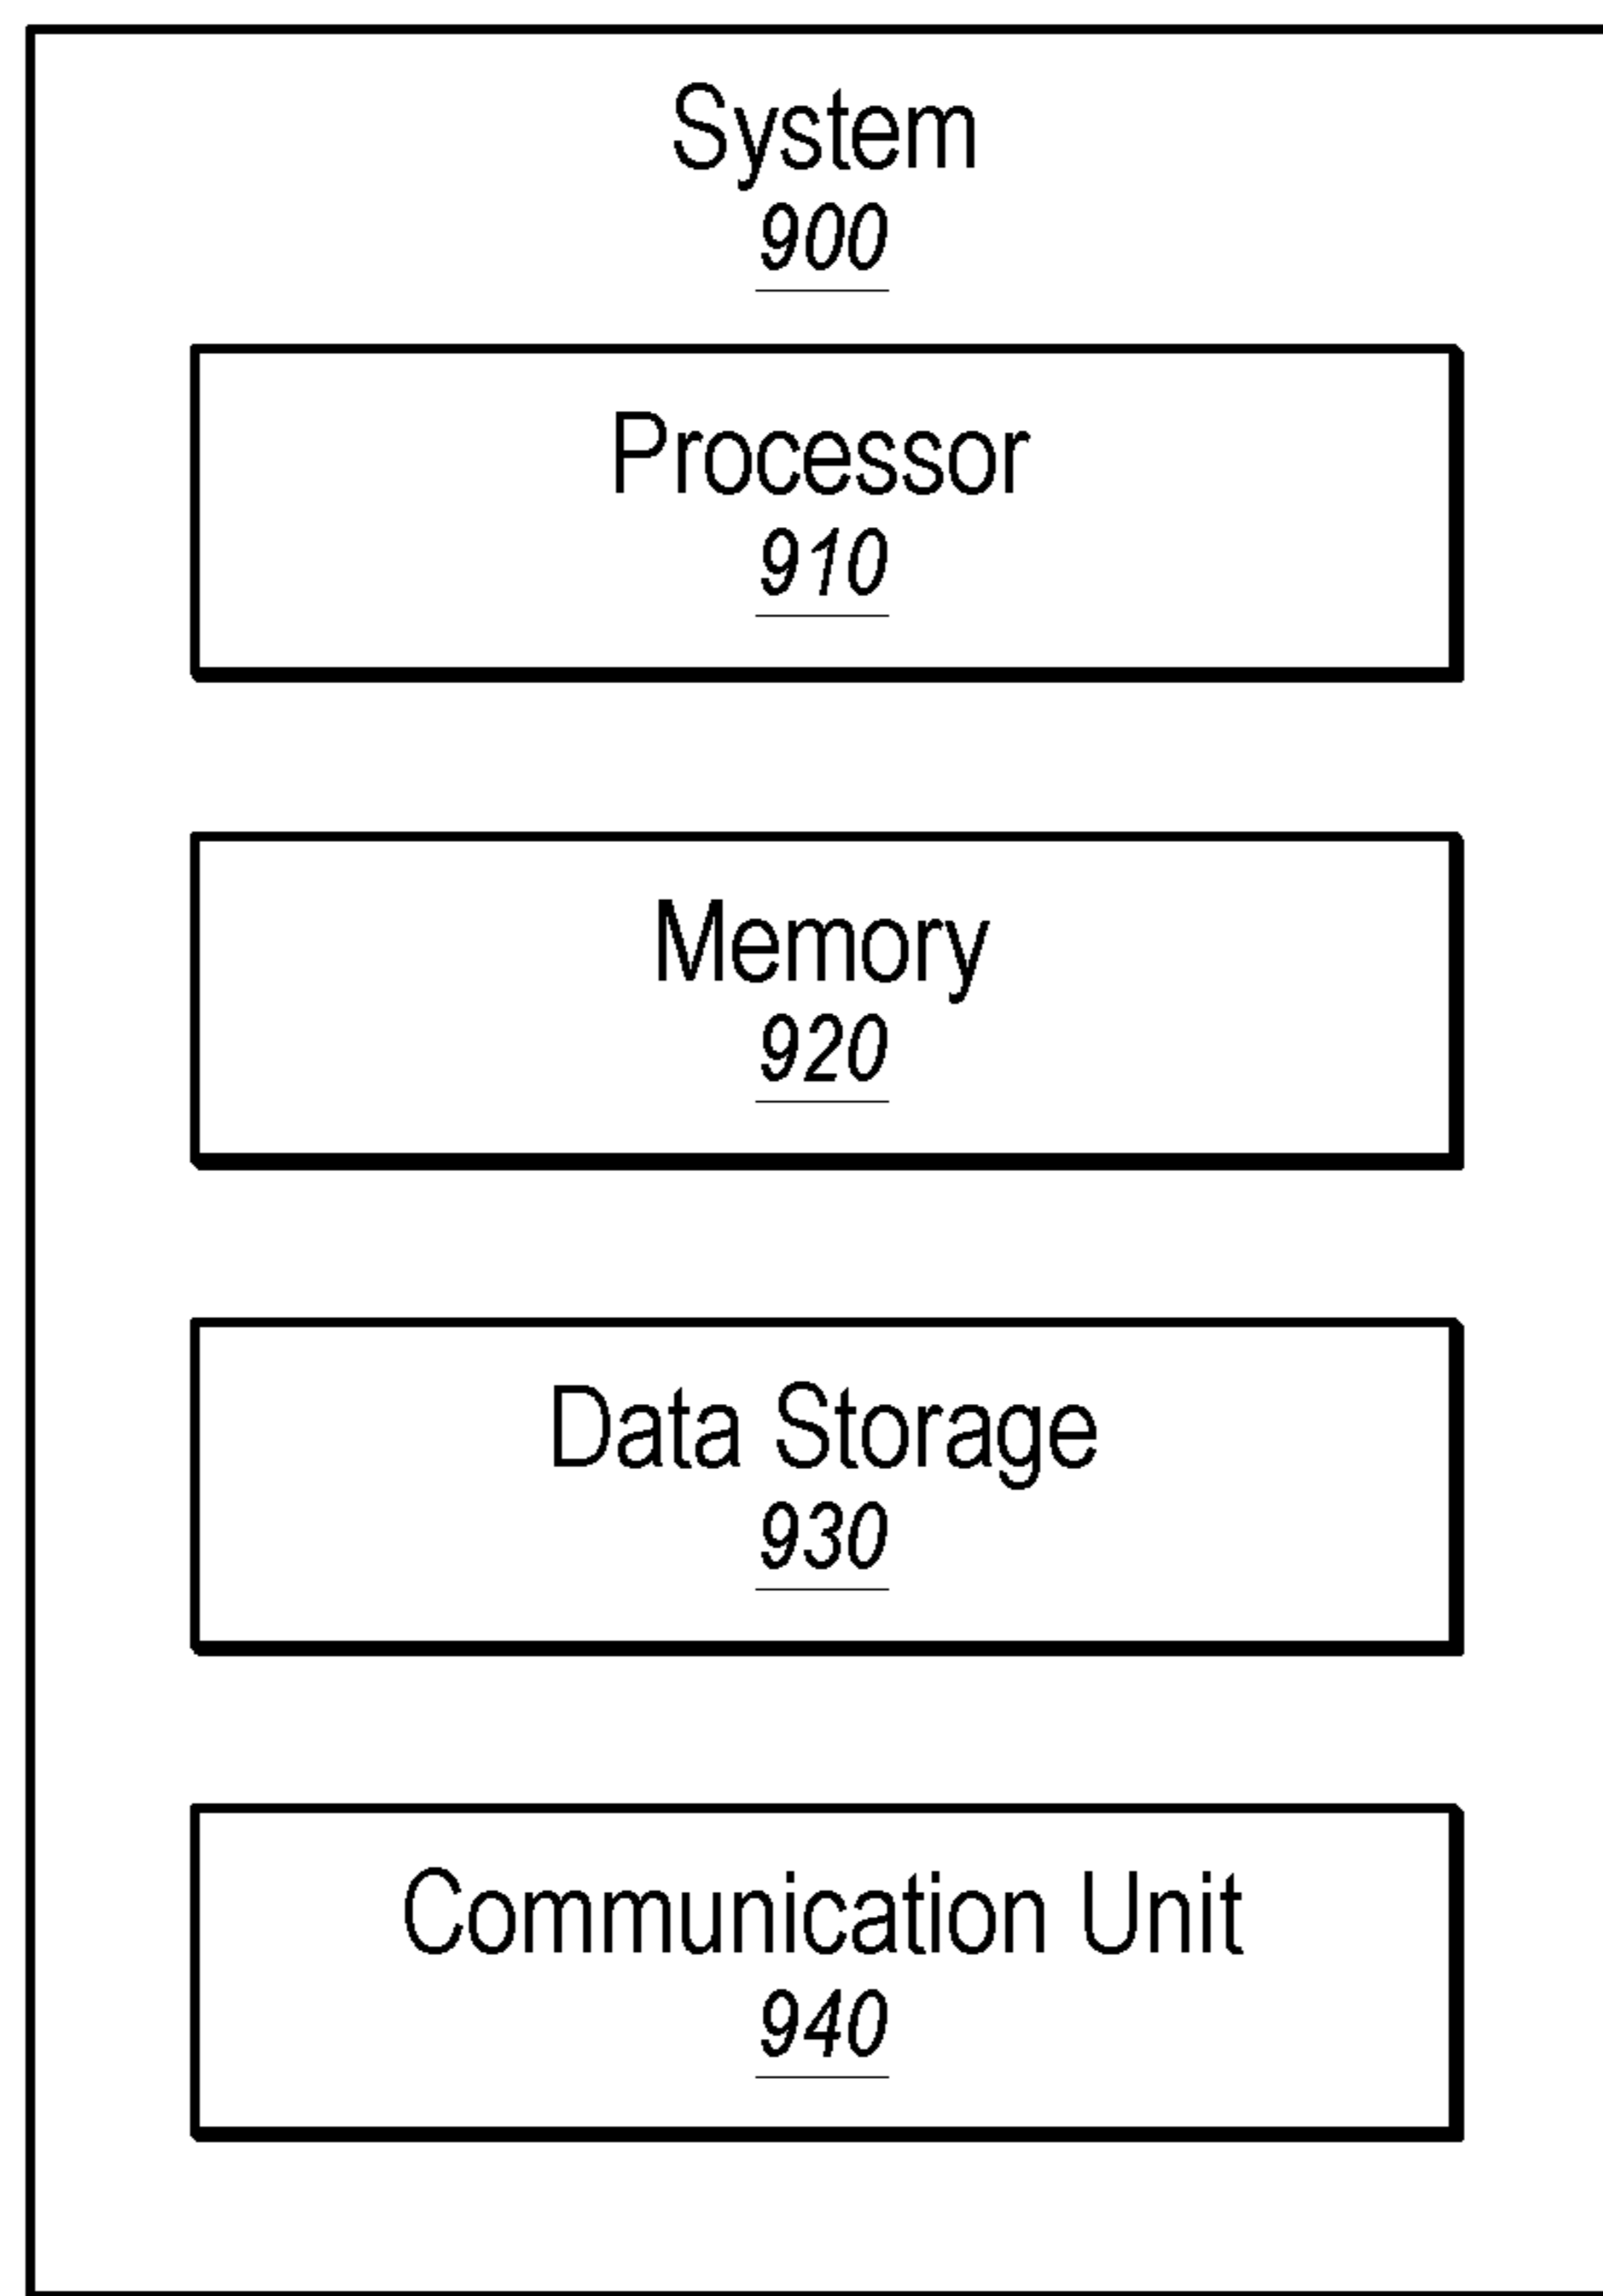 System
900
Processor
910
Memory
920
Data Storage
930
Communication Unit
940